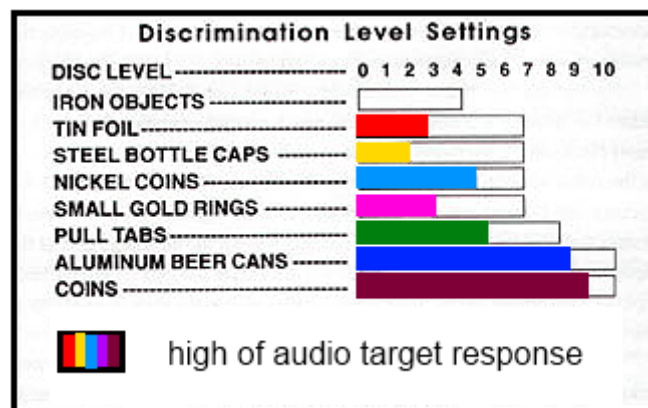 Discrimination Level Settings
DISC LEVEL ------------------------ 0 1 2 3 4 5 6 7 8 9 10
IRON OBJECTS --------------------
TIN FOIL------------------------------
STEEL BOTTLE CAPS ----------
NICKEL COINS ---------------------
SMALL GOLD RINGS ------------
PULL TABS ------------------------
ALUMINUM BEER CANS --------
COINS --------------------------------
high of audio target response